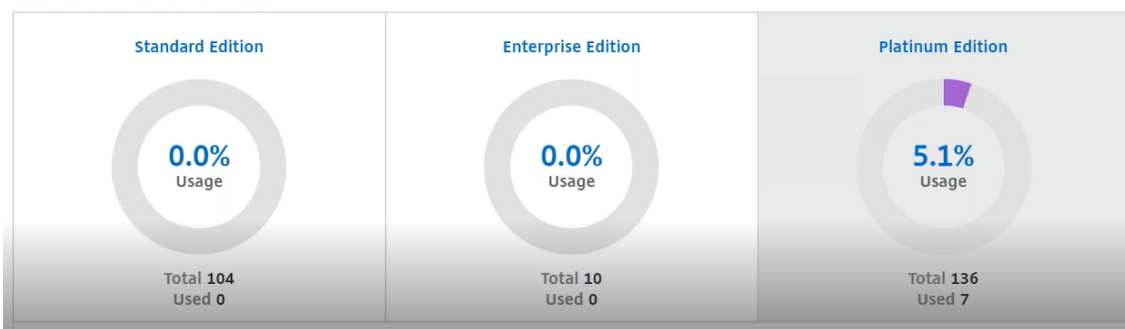 Standard Edition
0.0%
Usage
Total 104
Used 0
Enterprise Edition
0.0%
Usage
Total 10
Used 0
Platinum Edition
5.1%
Usage
Total 136
Used 7